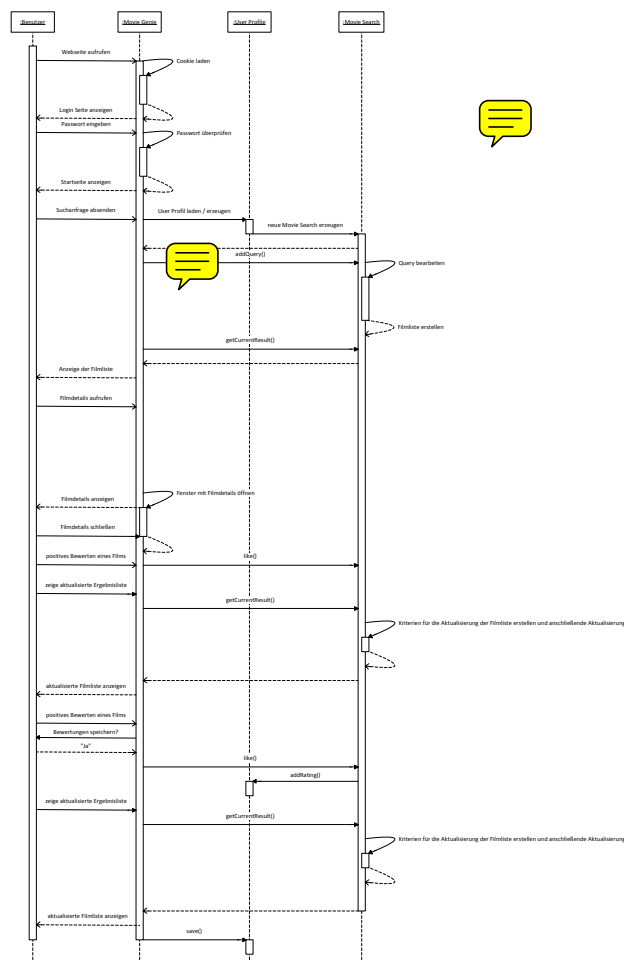 :Benutzer
:Movie Genie
:User Profile
:Movie Search
Webseite aufrufen
Cookie laden
Login Seite anzeigen
Passwort eingeben
Passwort überprüfen
Startseite anzeigen
Suchanfrage absenden
User Profil laden / erzeugen
neue Movie Search erzeugen
addQuery()
Query bearbeiten
Filmliste erstellen
getCurrentResult()
Anzeige der Filmliste
Filmdetails aufrufen
Fenster mit Filmdetails öffnen
Filmdetails anzeigen
Filmdetails schließen
positives Bewerten eines Films
like()
zeige aktualisierte Ergebnisliste
getCurrentResult()
Kriterien für die Aktualisierung der Filmliste erstellen und anschließende Aktualisierung
aktualisierte Filmliste anzeigen
positives Bewerten eines Films
Bewertungen speichern?
"Ja"
like()
addRating()
zeige aktualisierte Ergebnisliste
getCurrentResult()
Kriterien für die Aktualisierung der Filmliste erstellen und anschließende Aktualisierung
aktualisierte Filmliste anzeigen
save()